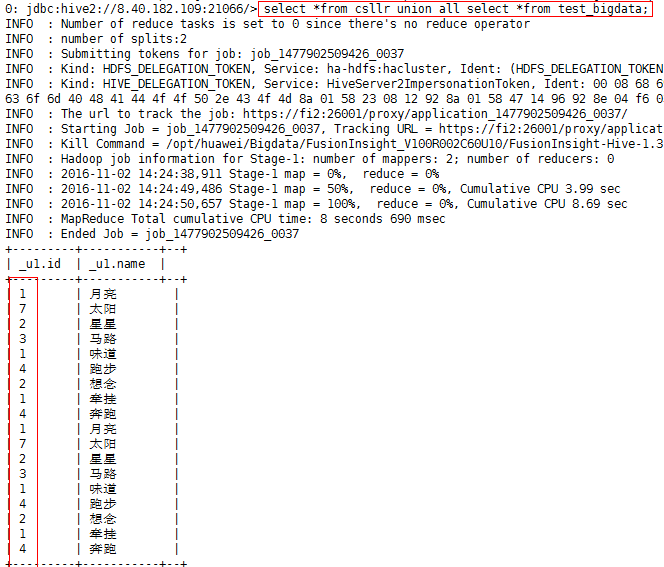 0: jdbc:hive2://8.40.182.109:21066/> select *from csllr union all select *from test_bigdata;
INFO  : Number of reduce tasks is set to 0 since there's no reduce operator
INFO  : number of splits:2
INFO  : Submitting tokens for job: job_1477902509426_0037
INFO  : Kind: HDFS_DELEGATION_TOKEN, Service: ha-hdfs:hacluster, Ident: (HDFS_DELEGATION_TOKEN
INFO  : Kind: HIVE_DELEGATION_TOKEN, Service: HiveServer2ImpersonationToken, Ident: 00 08 68 6
63 6f 6d 40 48 41 44 4f 4f 50 2e 43 4f 4d 8a 01 58 23 08 12 92 8a 01 58 47 14 96 92 8e 04 f6 0
INFO  : The url to track the job: https://fi2:26001/proxy/application_1477902509426_0037/
INFO  : Starting Job = job_1477902509426_0037, Tracking URL = https://fi2:26001/proxy/applicat
INFO  : Kill Command = /opt/huawei/Bigdata/FusionInsight_V100R002C60U10/FusionInsight-Hive-1.3
INFO  : Hadoop job information for Stage-1: number of mappers: 2; number of reducers: 0
INFO  : 2016-11-02 14:24:38,911 Stage-1 map = 0%,  reduce = 0%
INFO  : 2016-11-02 14:24:49,486 Stage-1 map = 50%,  reduce = 0%, Cumulative CPU 3.99 sec
INFO  : 2016-11-02 14:24:50,657 Stage-1 map = 100%,  reduce = 0%, Cumulative CPU 8.69 sec
INFO  : MapReduce Total cumulative CPU time: 8 seconds 690 msec
INFO  : Ended Job = job_1477902509426_0037
+---------+-----------+--+
| _u1.id  | _u1.name  |
+---------+-----------+--+
| 1       | 月亮        |
| 7       | 太阳        |
| 2       | 星星        |
| 3       | 马路        |
| 1       | 味道        |
| 4       | 跑步        |
| 2       | 想念        |
| 1       | 牵挂        |
| 4       | 奔跑        |
| 1       | 月亮        |
| 7       | 太阳        |
| 2       | 星星        |
| 3       | 马路        |
| 1       | 味道        |
| 4       | 跑步        |
| 2       | 想念        |
| 1       | 牵挂        |
| 4       | 奔跑        |
+---------+-----------+--+